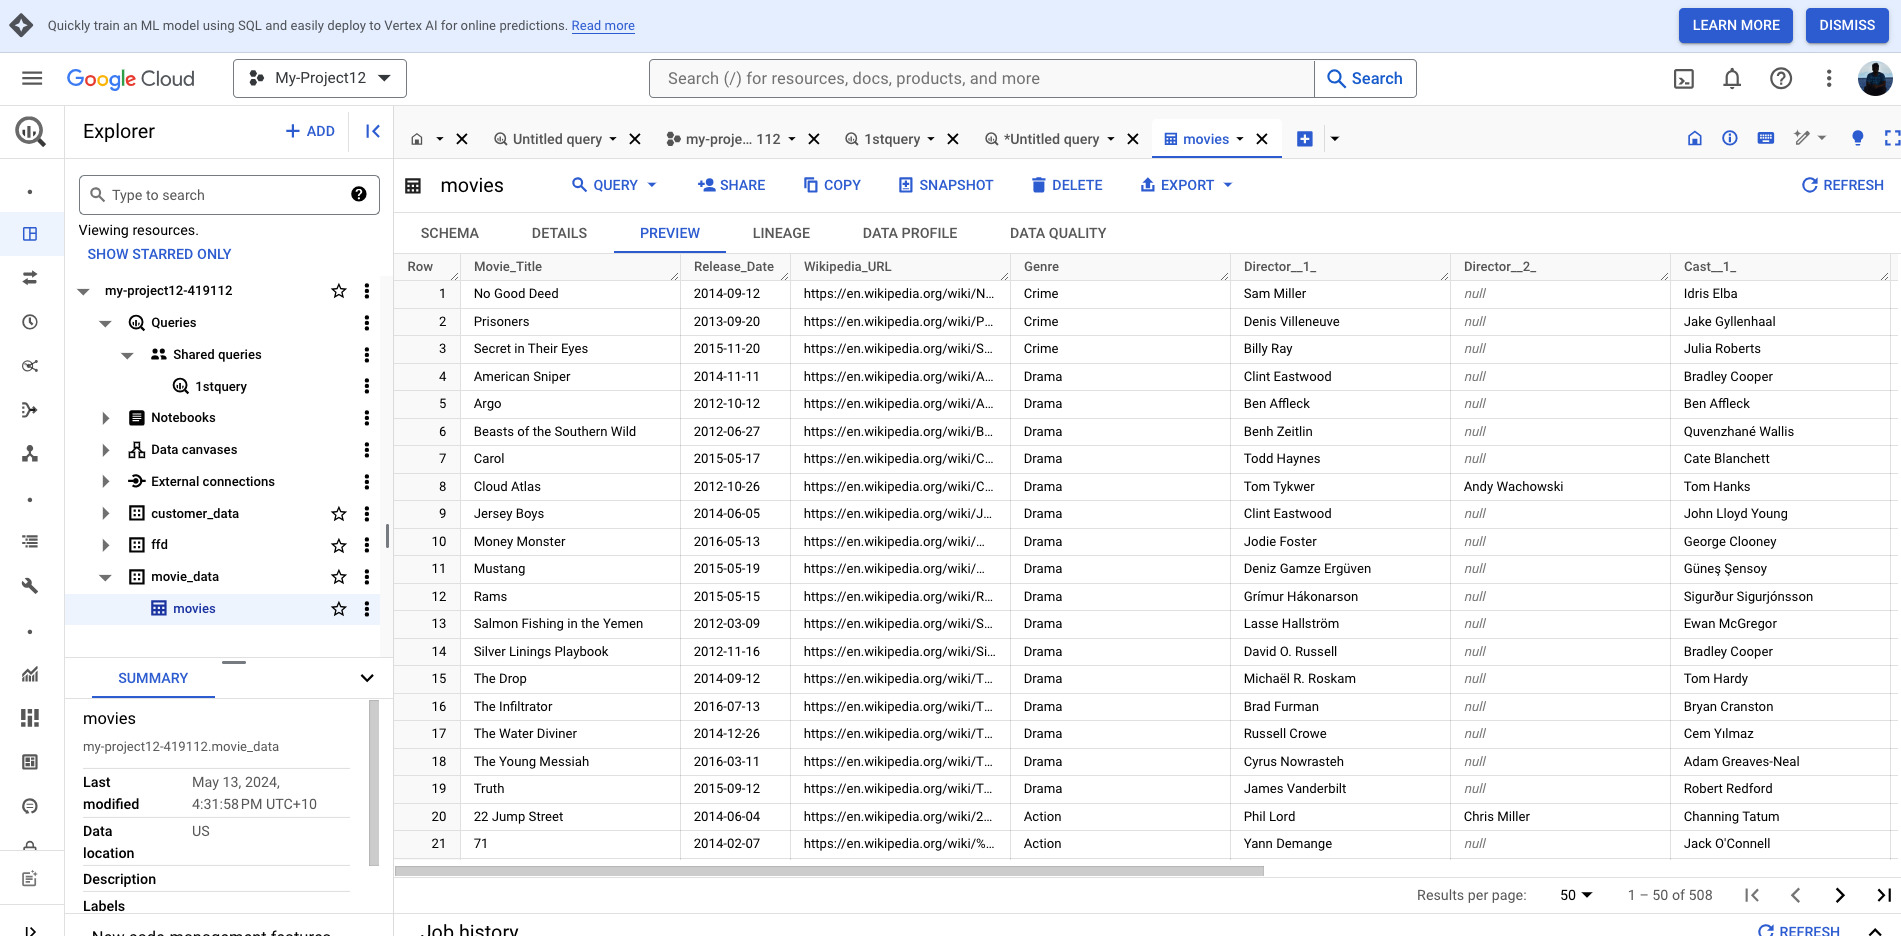 Quickly train an ML model using SQL and easily deploy to Vertex AI for online predictions. Read more
LEARN MORE
DISMISS
Google Cloud
My-Project12
Search (/) for resources, docs, products, and more
Search
Explorer
ADD
Untitled query
my-proje... 112
1stquery
*Untitled query
movies
Type to search
Viewing resources.
SHOW STARRED ONLY
my-project12-419112
Queries
Shared queries
1stquery
Notebooks
Data canvases
External connections
customer_data
ffd
movie_data
movies
SUMMARY
movies
my-project12-419112.movie_data
Last modified May 13, 2024, 4:31:58 PM UTC+10
Data location US
Description
Labels
movies
QUERY
SHARE
COPY
SNAPSHOT
DELETE
EXPORT
REFRESH
SCHEMA DETAILS PREVIEW LINEAGE DATA PROFILE DATA QUALITY
Row Movie_Title Release_Date Wikipedia_URL Genre Director__1_ Director__2_ Cast__1_
1 No Good Deed 2014-09-12 https://en.wikipedia.org/wiki/N... Crime Sam Miller null Idris Elba
2 Prisoners 2013-09-20 https://en.wikipedia.org/wiki/P... Crime Denis Villeneuve null Jake Gyllenhaal
3 Secret in Their Eyes 2015-11-20 https://en.wikipedia.org/wiki/S... Crime Billy Ray null Julia Roberts
4 American Sniper 2014-11-11 https://en.wikipedia.org/wiki/A... Drama Clint Eastwood null Bradley Cooper
5 Argo 2012-10-12 https://en.wikipedia.org/wiki/A... Drama Ben Affleck null Ben Affleck
6 Beasts of the Southern Wild 2012-06-27 https://en.wikipedia.org/wiki/B... Drama Benh Zeitlin null Quvenzhané Wallis
7 Carol 2015-05-17 https://en.wikipedia.org/wiki/C... Drama Todd Haynes null Cate Blanchett
8 Cloud Atlas 2012-10-26 https://en.wikipedia.org/wiki/C... Drama Tom Tykwer Andy Wachowski Tom Hanks
9 Jersey Boys 2014-06-05 https://en.wikipedia.org/wiki/J... Drama Clint Eastwood null John Lloyd Young
10 Money Monster 2016-05-13 https://en.wikipedia.org/wiki/... Drama Jodie Foster null George Clooney
11 Mustang 2015-05-19 https://en.wikipedia.org/wiki/... Drama Deniz Gamze Ergüven null Güneş Şensoy
12 Rams 2015-05-15 https://en.wikipedia.org/wiki/R... Drama Grímur Hákonarson null Sigurður Sigurjónsson
13 Salmon Fishing in the Yemen 2012-03-09 https://en.wikipedia.org/wiki/S... Drama Lasse Hallström null Ewan McGregor
14 Silver Linings Playbook 2012-11-16 https://en.wikipedia.org/wiki/Si... Drama David O. Russell null Bradley Cooper
15 The Drop 2014-09-12 https://en.wikipedia.org/wiki/T... Drama Michaël R. Roskam null Tom Hardy
16 The Infiltrator 2016-07-13 https://en.wikipedia.org/wiki/T... Drama Brad Furman null Bryan Cranston
17 The Water Diviner 2014-12-26 https://en.wikipedia.org/wiki/T... Drama Russell Crowe null Cem Yılmaz
18 The Young Messiah 2016-03-11 https://en.wikipedia.org/wiki/T... Drama Cyrus Nowrasteh null Adam Greaves-Neal
19 Truth 2015-09-12 https://en.wikipedia.org/wiki/T... Drama James Vanderbilt null Robert Redford
20 22 Jump Street 2014-06-04 https://en.wikipedia.org/wiki/2... Action Phil Lord Chris Miller Channing Tatum
21 71 2014-02-07 https://en.wikipedia.org/wiki/%... Action Yann Demange null Jack O'Connell
Results per page: 50 1 – 50 of 508
New code management features
Job history
REFRESH